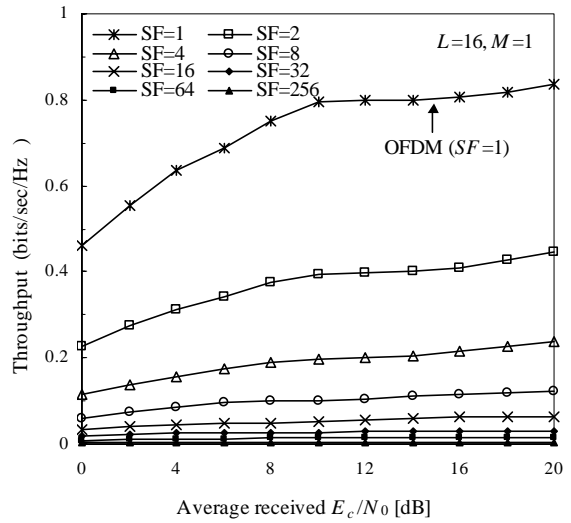 1
SF=1 SF=2
SF=4 SF=8
SF=16 SF=32
SF=64 SF=256
L=16, M=1
0.8
OFDM (SF=1)
0.6
0.4
0.2
0
0 4 8 12 16 20
Throughput (bits/sec/Hz)
Average received E_c/N_0 [dB]